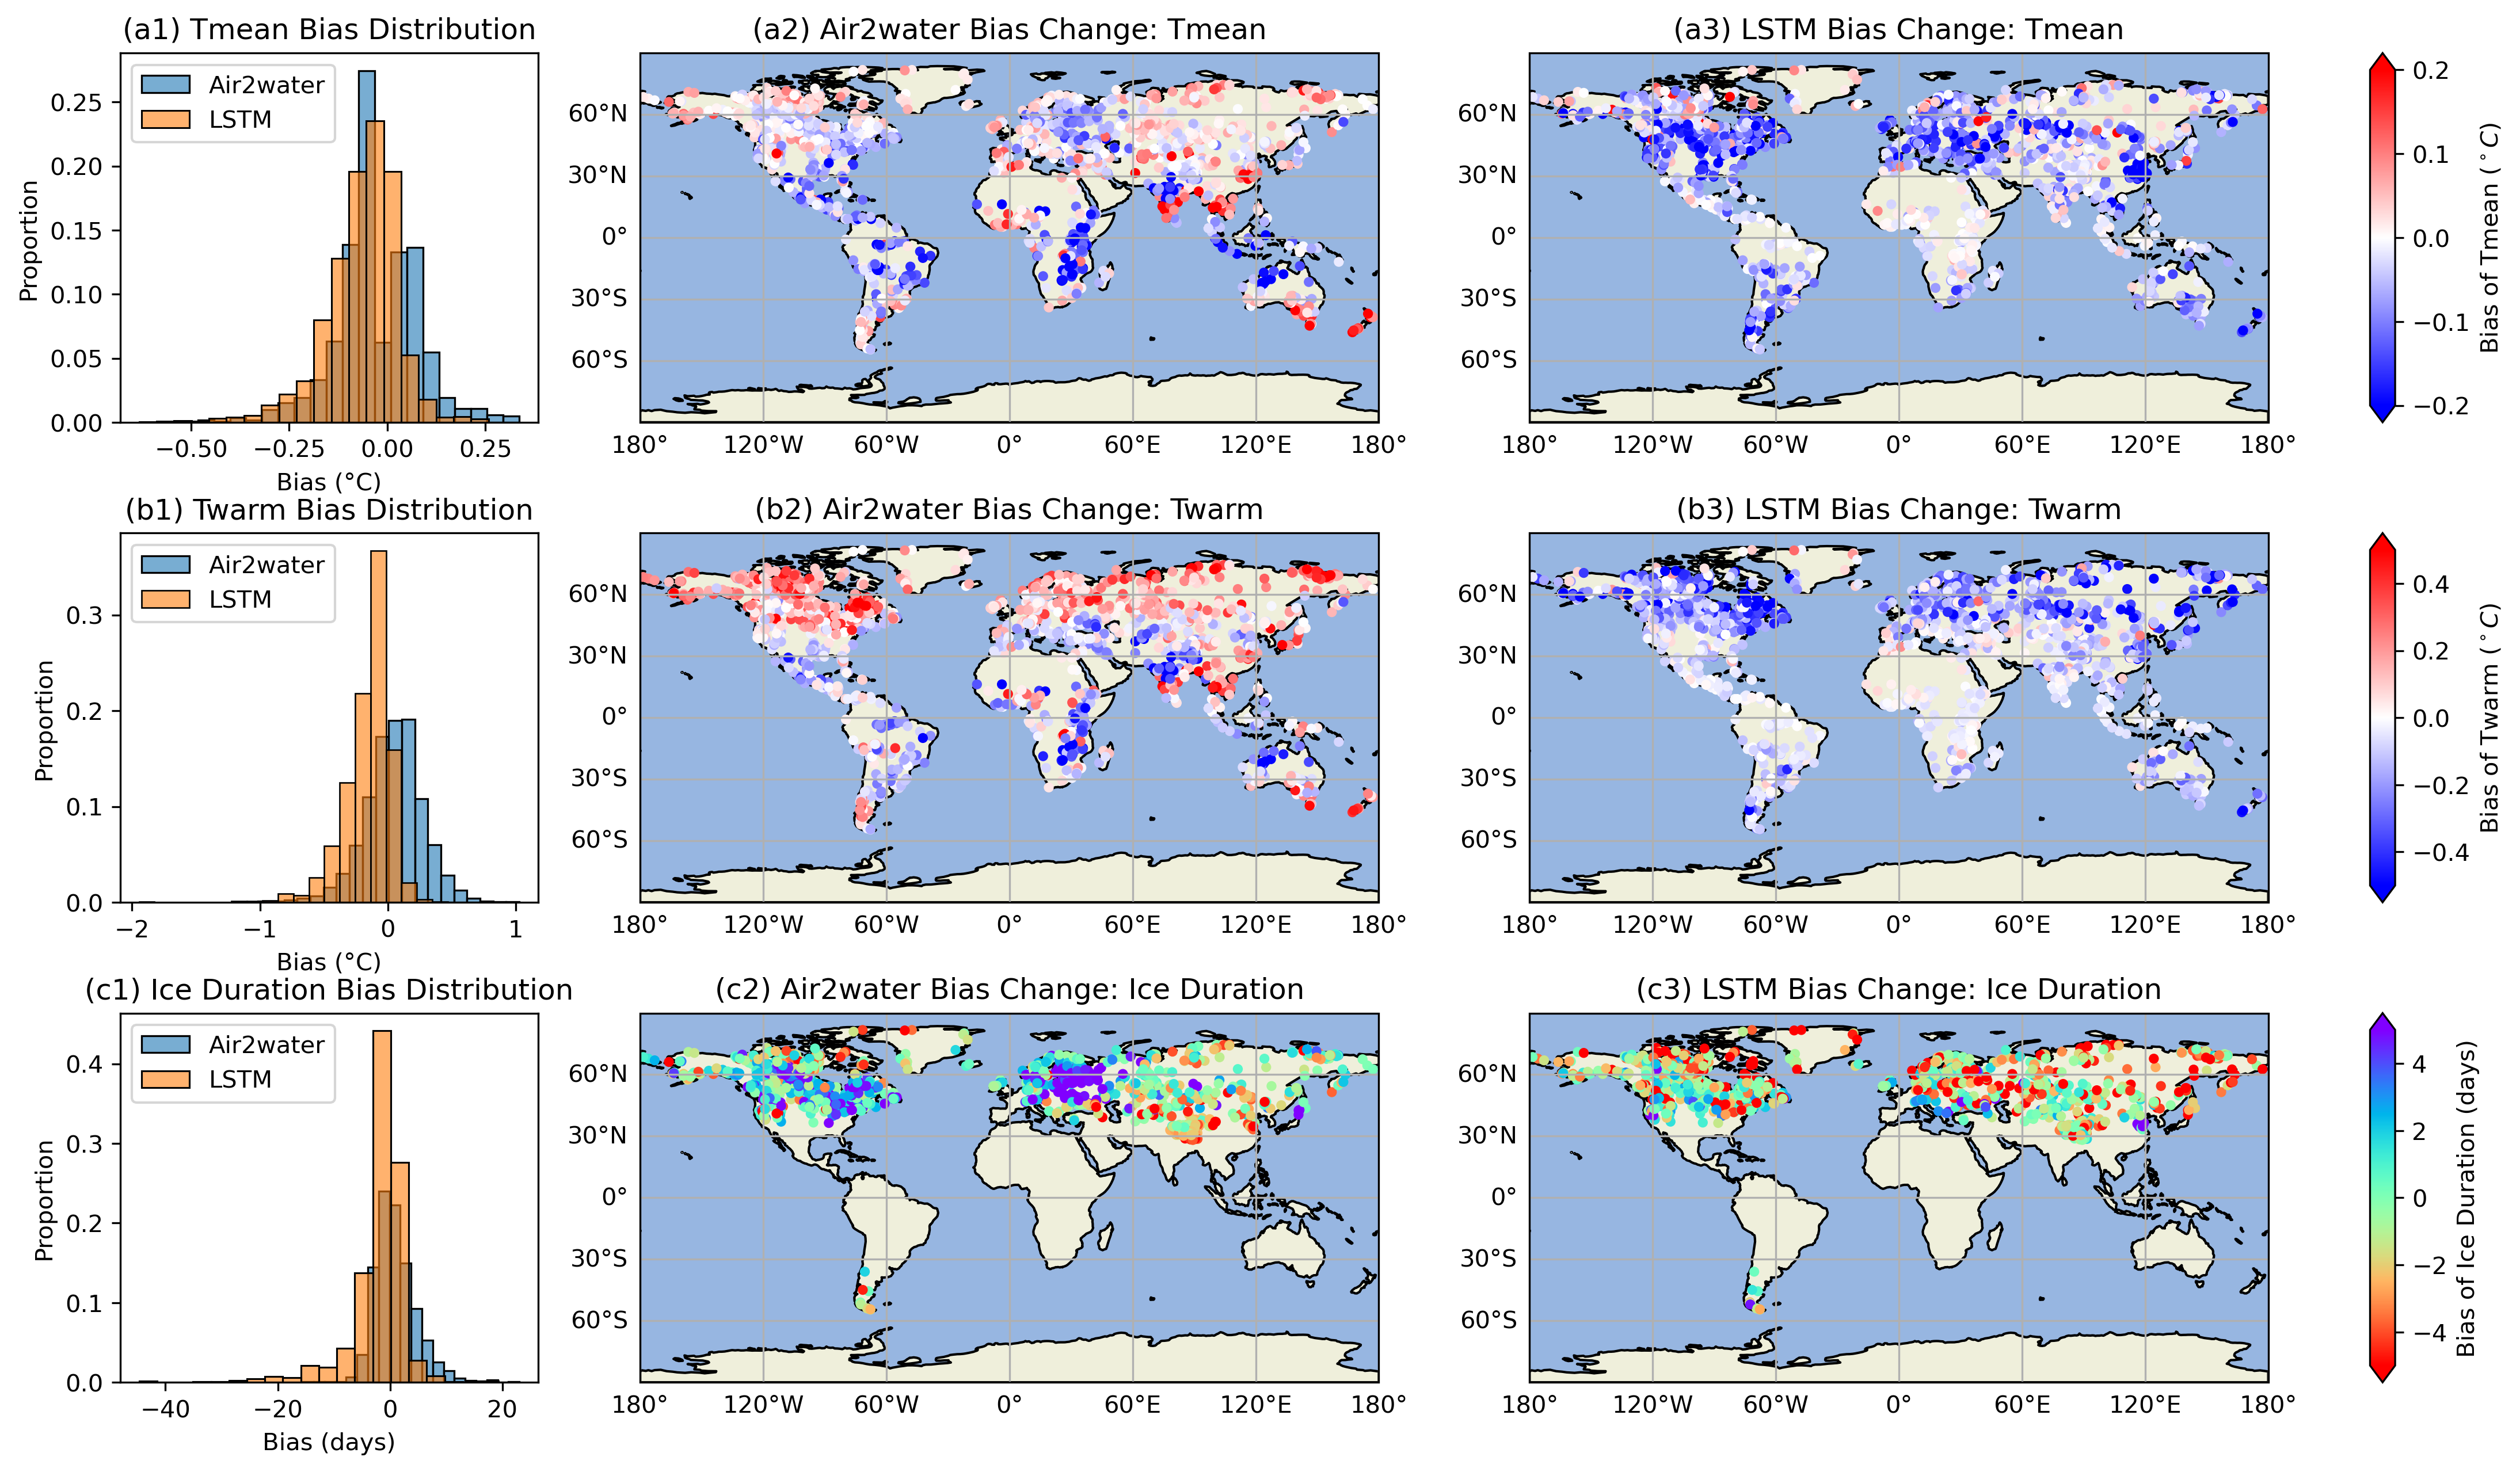 (a1) Tmean Bias Distribution
Air2water
LSTM
0.25
0.20
0.15
0.10
0.05
0.00
Proportion
−0.50 −0.25 0.00 0.25
Bias (°C)
(a2) Air2water Bias Change: Tmean
60°N
30°N
0°
30°S
60°S
180° 120°W 60°W 0° 60°E 120°E 180°
(a3) LSTM Bias Change: Tmean
60°N
30°N
0°
30°S
60°S
180° 120°W 60°W 0° 60°E 120°E 180°
0.2
0.1
0.0
−0.1
−0.2
Bias of Tmean (°C)
(b1) Twarm Bias Distribution
Air2water
LSTM
0.3
0.2
0.1
0.0
Proportion
−2 −1 0 1
Bias (°C)
(b2) Air2water Bias Change: Twarm
60°N
30°N
0°
30°S
60°S
180° 120°W 60°W 0° 60°E 120°E 180°
(b3) LSTM Bias Change: Twarm
60°N
30°N
0°
30°S
60°S
180° 120°W 60°W 0° 60°E 120°E 180°
0.4
0.2
0.0
−0.2
−0.4
Bias of Twarm (°C)
(c1) Ice Duration Bias Distribution
Air2water
LSTM
0.4
0.3
0.2
0.1
0.0
Proportion
−40 −20 0 20
Bias (days)
(c2) Air2water Bias Change: Ice Duration
60°N
30°N
0°
30°S
60°S
180° 120°W 60°W 0° 60°E 120°E 180°
(c3) LSTM Bias Change: Ice Duration
60°N
30°N
0°
30°S
60°S
180° 120°W 60°W 0° 60°E 120°E 180°
4
2
0
−2
−4
Bias of Ice Duration (days)